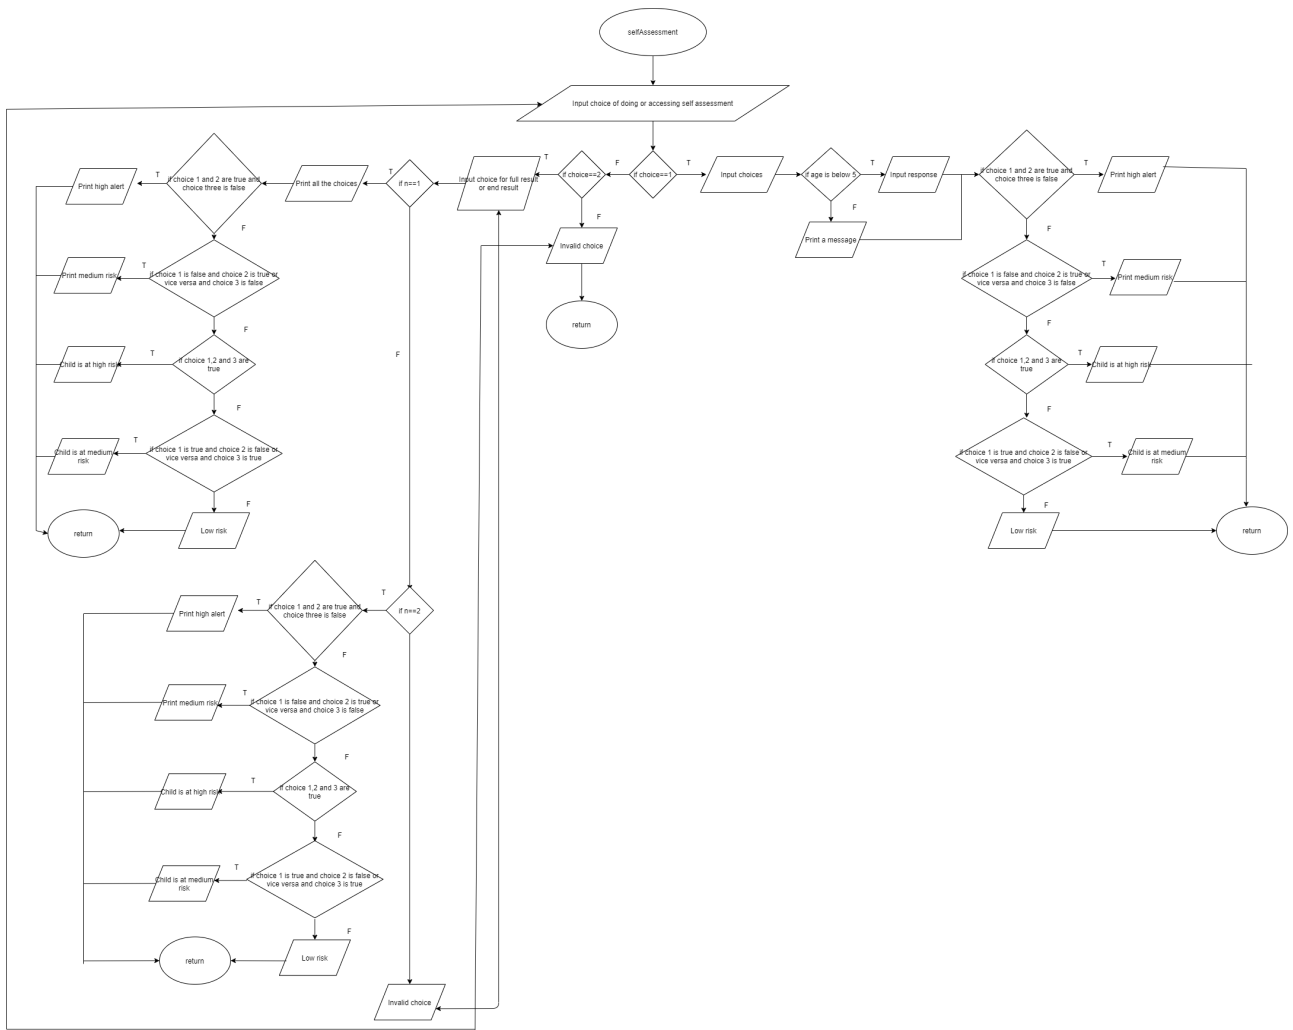 selfAssessment
Input choice of doing or accessing self assessment
if choice 1 and 2 are true and
choice three is false
T
Print high alert
F
Print all the choices
T
if n==1
Input choice for full result
or end result
T
if choice==2
F
if choice==1
T
Input choices
if age is below 5
T
Input response
if choice 1 and 2 are true and
choice three is false
T
Print high alert
F
Invalid choice
F
Print a message
F
F
return
if choice 1 is false and choice 2 is true or
vice versa and choice 3 is false
T
Print medium risk
F
if choice 1,2 and 3 are
true
T
Child is at high risk
F
if choice 1 is true and choice 2 is false or
vice versa and choice 3 is true
T
Child is at medium
risk
F
Low risk
return
if choice 1 is false and choice 2 is true or
vice versa and choice 3 is false
T
Print medium risk
F
if choice 1,2 and 3 are
true
T
Child is at high risk
F
if choice 1 is true and choice 2 is false or
vice versa and choice 3 is true
T
Child is at medium
risk
F
Low risk
return
F
if n==2
T
if choice 1 and 2 are true and
choice three is false
T
Print high alert
F
if choice 1 is false and choice 2 is true or
vice versa and choice 3 is false
T
Print medium risk
F
if choice 1,2 and 3 are
true
T
Child is at high risk
F
if choice 1 is true and choice 2 is false or
vice versa and choice 3 is true
T
Child is at medium
risk
F
Low risk
return
Invalid choice